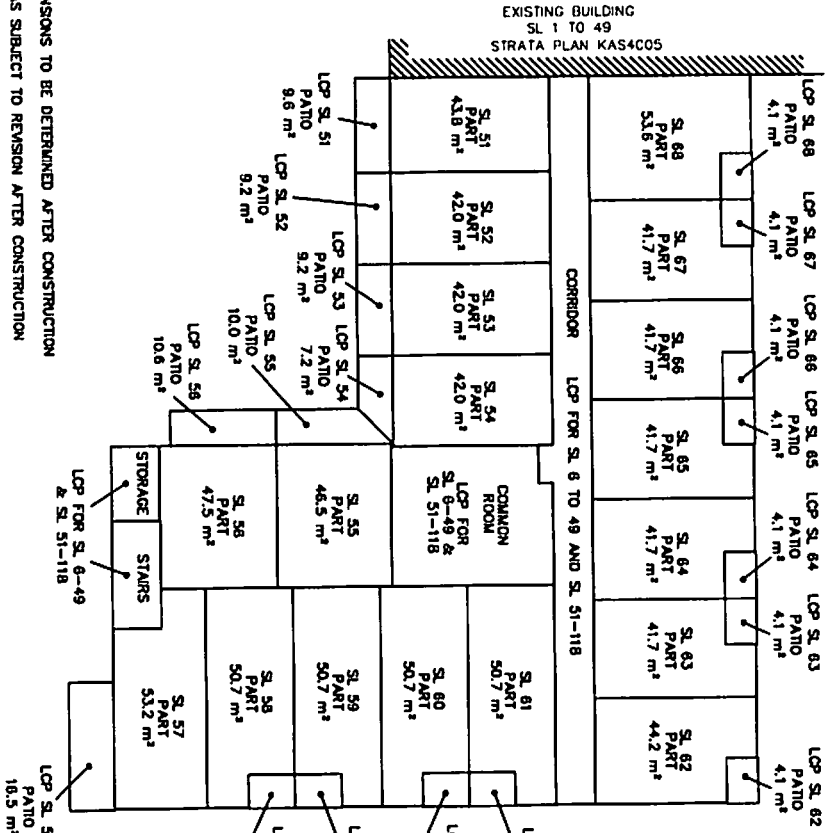 EXISTING BUILDING
SL 1 TO 49
STRATA PLAN KAS4C05
LCP SL 68
PATIO
4.1 m²
LCP SL 67
PATIO
4.1 m²
LCP SL 66
PATIO
4.1 m²
LCP SL 65
PATIO
4.1 m²
LCP SL 64
PATIO
4.1 m²
LCP SL 63
PATIO
4.1 m²
LCP SL 62
PATIO
4.1 m²
SL 68
PART
53.6 m²
SL 67
PART
41.7 m²
SL 66
PART
41.7 m²
SL 65
PART
41.7 m²
SL 64
PART
41.7 m²
SL 63
PART
41.7 m²
SL 62
PART
44.2 m²
CORRIDOR LCP FOR SL 6 TO 49 AND SL 51-118
SL 51
PART
43.8 m²
SL 52
PART
42.0 m²
SL 53
PART
42.0 m²
SL 54
PART
42.0 m²
COMMON
ROOM
LCP FOR
SL 6-49 &
SL 51-118
LCP SL 51
PATIO
9.6 m²
LCP SL 52
PATIO
9.2 m²
LCP SL 53
PATIO
9.2 m²
LCP SL 54
PATIO
7.2 m²
LCP SL 55
PATIO
10.0 m²
LCP SL 56
PATIO
10.6 m²
SL 55
PART
46.5 m²
SL 56
PART
47.5 m²
STORAGE
STAIRS
LCP FOR SL 6-49
& SL 51-118
SL 61
PART
50.7 m²
SL 60
PART
50.7 m²
SL 59
PART
50.7 m²
SL 58
PART
50.7 m²
SL 57
PART
53.2 m²
LCP SL 5
PATIO
18.5 m²
NSIONS TO BE DETERMINED AFTER CONSTRUCTION
S SUBJECT TO REVISION AFTER CONSTRUCTION